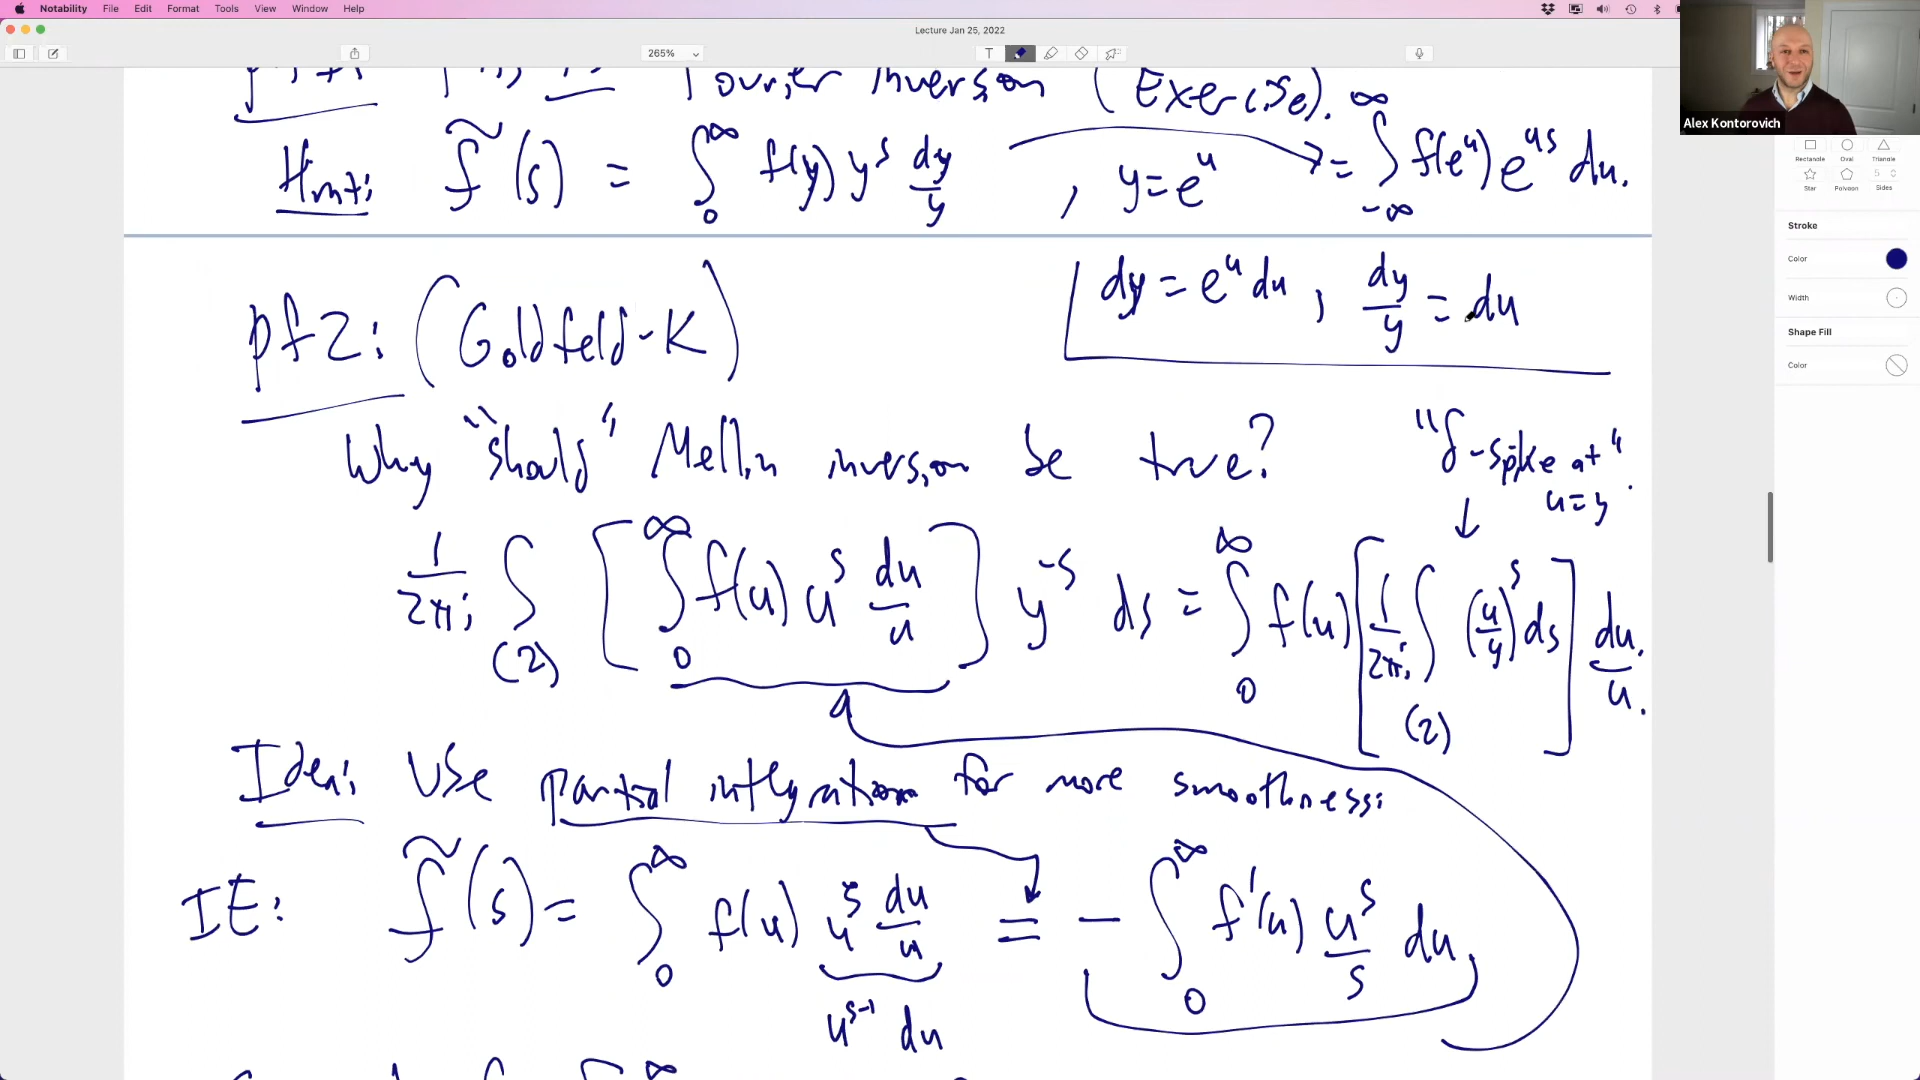 Notability File Edit Format Tools View Window Help
Lecture Jan 25, 2022
265%
T
Alex Kontorovich
Rectangle Oval Triangle
Star Polygon 5 Sides
Stroke
Color
Width
Shape Fill
Color
Fourier inversion (Exercise).
Hint: f̃(s) = ∫_0^∞ f(y) y^s dy/y , y = e^u = ∫_{-∞}^∞ f(e^u) e^{us} du.
dy = e^u du , dy/y = du
pf 2: (Goldfeld-K)
Why "should" Mellin inversion be true?
"δ-spike at"
u=y
1/2πi ∫_(2) [ ∫_0^∞ f(u) u^s du/u ] y^{-s} ds = ∫_0^∞ f(u) [ 1/2πi ∫_(2) (u/y)^s ds ] du/u.
Idea: Use partial integration for more smoothness:
IE: f̃(s) = ∫_0^∞ f(u) u^s du/u = - ∫_0^∞ f'(u) u^s/s du
u^{s-1} du